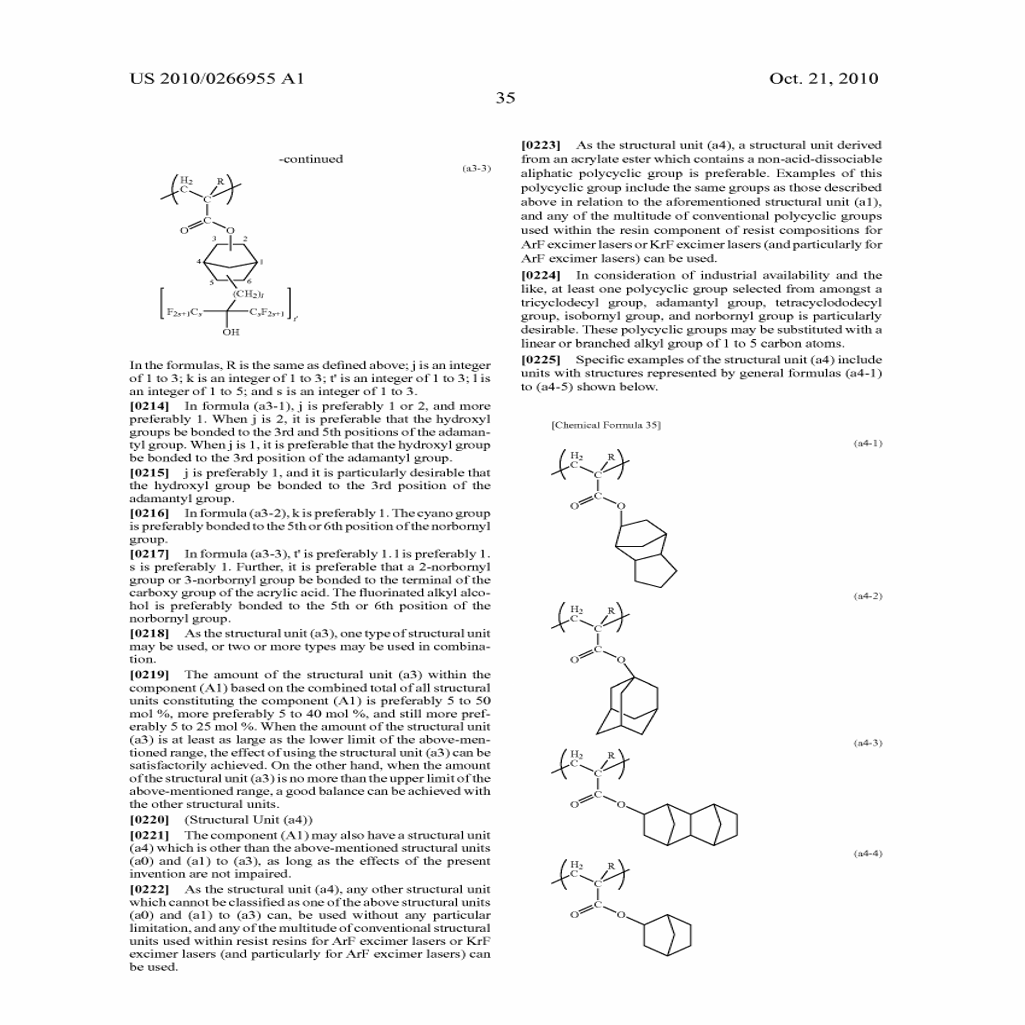 US 2010/0266955 A1
Oct. 21, 2010
35
-continued
(a3-3)
H2
C
R
C
C
O
O
3
2
4
1
5
6
(CH2)l
F2s+1Cs
CsF2s+1
t'
OH
In the formulas, R is the same as defined above; j is an integer
of 1 to 3; k is an integer of 1 to 3; t' is an integer of 1 to 3; l is
an integer of 1 to 5; and s is an integer of 1 to 3.
[0214] In formula (a3-1), j is preferably 1 or 2, and more
preferably 1. When j is 2, it is preferable that the hydroxyl
groups be bonded to the 3rd and 5th positions of the adaman-
tyl group. When j is 1, it is preferable that the hydroxyl group
be bonded to the 3rd position of the adamantyl group.
[0215] j is preferably 1, and it is particularly desirable that
the hydroxyl group be bonded to the 3rd position of the
adamantyl group.
[0216] In formula (a3-2), k is preferably 1. The cyano group
is preferably bonded to the 5th or 6th position of the norbornyl
group.
[0217] In formula (a3-3), t' is preferably 1. l is preferably 1.
s is preferably 1. Further, it is preferable that a 2-norbornyl
group or 3-norbornyl group be bonded to the terminal of the
carboxy group of the acrylic acid. The fluorinated alkyl alco-
hol is preferably bonded to the 5th or 6th position of the
norbornyl group.
[0218] As the structural unit (a3), one type of structural unit
may be used, or two or more types may be used in combina-
tion.
[0219] The amount of the structural unit (a3) within the
component (A1) based on the combined total of all structural
units constituting the component (A1) is preferably 5 to 50
mol %, more preferably 5 to 40 mol %, and still more pref-
erably 5 to 25 mol %. When the amount of the structural unit
(a3) is at least as large as the lower limit of the above-men-
tioned range, the effect of using the structural unit (a3) can be
satisfactorily achieved. On the other hand, when the amount
of the structural unit (a3) is no more than the upper limit of the
above-mentioned range, a good balance can be achieved with
the other structural units.
[0220] (Structural Unit (a4))
[0221] The component (A1) may also have a structural unit
(a4) which is other than the above-mentioned structural units
(a0) and (a1) to (a3), as long as the effects of the present
invention are not impaired.
[0222] As the structural unit (a4), any other structural unit
which cannot be classified as one of the above structural units
(a0) and (a1) to (a3) can, be used without any particular
limitation, and any of the multitude of conventional structural
units used within resist resins for ArF excimer lasers or KrF
excimer lasers (and particularly for ArF excimer lasers) can
be used.
[0223] As the structural unit (a4), a structural unit derived
from an acrylate ester which contains a non-acid-dissociable
aliphatic polycyclic group is preferable. Examples of this
polycyclic group include the same groups as those described
above in relation to the aforementioned structural unit (a1),
and any of the multitude of conventional polycyclic groups
used within the resin component of resist compositions for
ArF excimer lasers or KrF excimer lasers (and particularly for
ArF excimer lasers) can be used.
[0224] In consideration of industrial availability and the
like, at least one polycyclic group selected from amongst a
tricyclodecyl group, adamantyl group, tetracyclododecyl
group, isobornyl group, and norbornyl group is particularly
desirable. These polycyclic groups may be substituted with a
linear or branched alkyl group of 1 to 5 carbon atoms.
[0225] Specific examples of the structural unit (a4) include
units with structures represented by general formulas (a4-1)
to (a4-5) shown below.
[Chemical Formula 35]
(a4-1)
H2
C
R
C
C
O
O
(a4-2)
H2
C
R
C
C
O
O
(a4-3)
H2
C
R
C
C
O
O
(a4-4)
H2
C
R
C
C
O
O